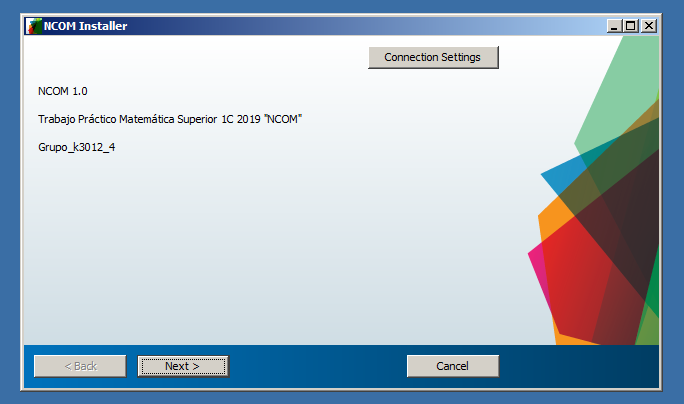 NCOM Installer
Connection Settings
NCOM 1.0
Trabajo Práctico Matemática Superior 1C 2019 "NCOM"
Grupo_k3012_4
< Back
Next >
Cancel